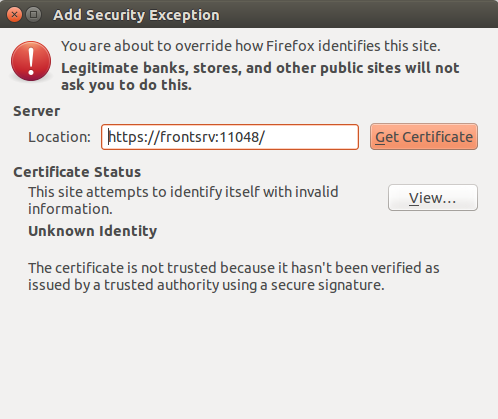 Add Security Exception
You are about to override how Firefox identifies this site.
Legitimate banks, stores, and other public sites will not
ask you to do this.
Server
Location: https://frontsrv:11048/ Get Certificate
Certificate Status
This site attempts to identify itself with invalid
information.
View...
Unknown Identity
The certificate is not trusted because it hasn't been verified as
issued by a trusted authority using a secure signature.